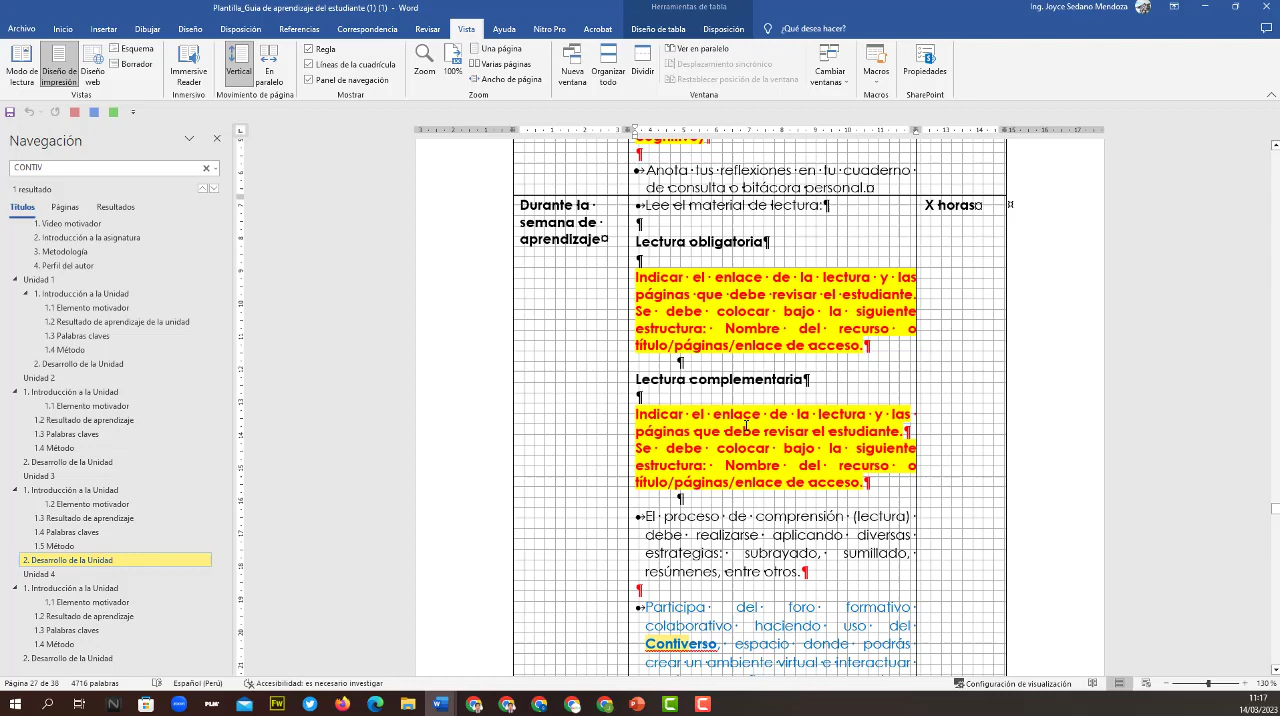 Plantilla_Guia de aprendizaje del estudiante (1) (1) - Word
Herramientas de tabla
Ing. Joyce Sedano Mendoza
Archivo Inicio Insertar Dibujar Diseño Disposición Referencias Correspondencia Revisar Vista Ayuda Nitro Pro Acrobat Diseño de tabla Disposición ¿Qué desea hacer?
Modo de lectura
Diseño de impresión
Diseño web
Esquema
Borrador
Vistas
Immersive Reader
Inmersivo
Vertical
En paralelo
Movimiento de página
Regla
Líneas de la cuadrícula
Panel de navegación
Mostrar
Zoom
100%
Una página
Varias páginas
Ancho de página
Zoom
Nueva ventana
Organizar todo
Dividir
Ver en paralelo
Desplazamiento sincrónico
Restablecer posición de la ventana
Ventana
Cambiar ventanas
Macros
Macros
Propiedades
SharePoint
Navegación
CONTIV
1 resultado
Títulos Páginas Resultados
1. Video motivador
2. Introducción a la asignatura
3. Metodología
4. Perfil del autor
Unidad 1
1. Introducción a la Unidad
1.1 Elemento motivador
1.2 Resultado de aprendizaje de la unidad
1.3 Palabras claves
1.4 Método
2. Desarrollo de la Unidad
Unidad 2
1. Introducción de la Unidad
1.1 Elemento motivador
1.2 Resultado de aprendizaje
1.3 Palabras claves
1.4 Método
2. Desarrollo de la Unidad
Unidad 3
1. Introducción de la Unidad
1.1 Elemento motivador
1.2 Resultado de aprendizaje
1.3 Palabras claves
1.4 Método
1.5 Método
2. Desarrollo de la Unidad
Unidad 4
1. Introducción de la Unidad
1.1 Elemento motivador
1.2 Resultado de aprendizaje
1.3 Palabras claves
1.4 Método
2. Desarrollo de la Unidad
Anota tus reflexiones en tu cuaderno
de consulta o bitácora personal.
Durante la
semana de
aprendizaje
Lee el material de lectura:
X horas
Lectura obligatoria
Indicar el enlace de la lectura y las
páginas que debe revisar el estudiante.
Se debe colocar bajo la siguiente
estructura: Nombre del recurso o
título/páginas/enlace de acceso.
Lectura complementaria
Indicar el enlace de la lectura y las
páginas que debe revisar el estudiante.
Se debe colocar bajo la siguiente
estructura: Nombre del recurso o
título/páginas/enlace de acceso.
El proceso de comprensión (lectura)
debe realizarse aplicando diversas
estrategias: subrayado, sumillado,
resúmenes, entre otros.
Participa del foro formativo
colaborativo haciendo uso del
Contiverso, espacio donde podrás
crear un ambiente virtual e interactuar
Página 27 de 38 4716 palabras Español (Perú) Accesibilidad: es necesario investigar Configuración de visualización 130 %
11:17
14/03/2023